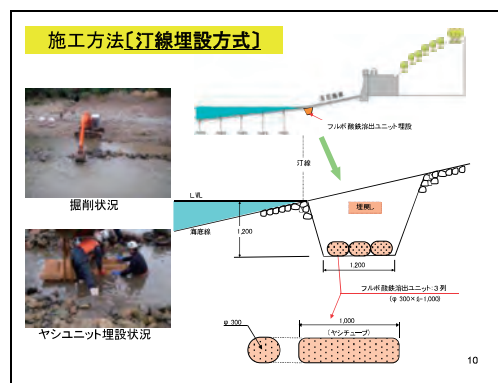 施工方法〔汀線埋設方式〕
フルボ酸鉄溶出ユニット埋設
汀線
掘削状況
L.W.L
海底線
1,200
埋戻し
1,200
フルボ酸鉄溶出ユニット:3列
(φ300×ℓ=1,000)
ヤシユニット埋設状況
φ300
1,000
(ヤシチューブ)
10